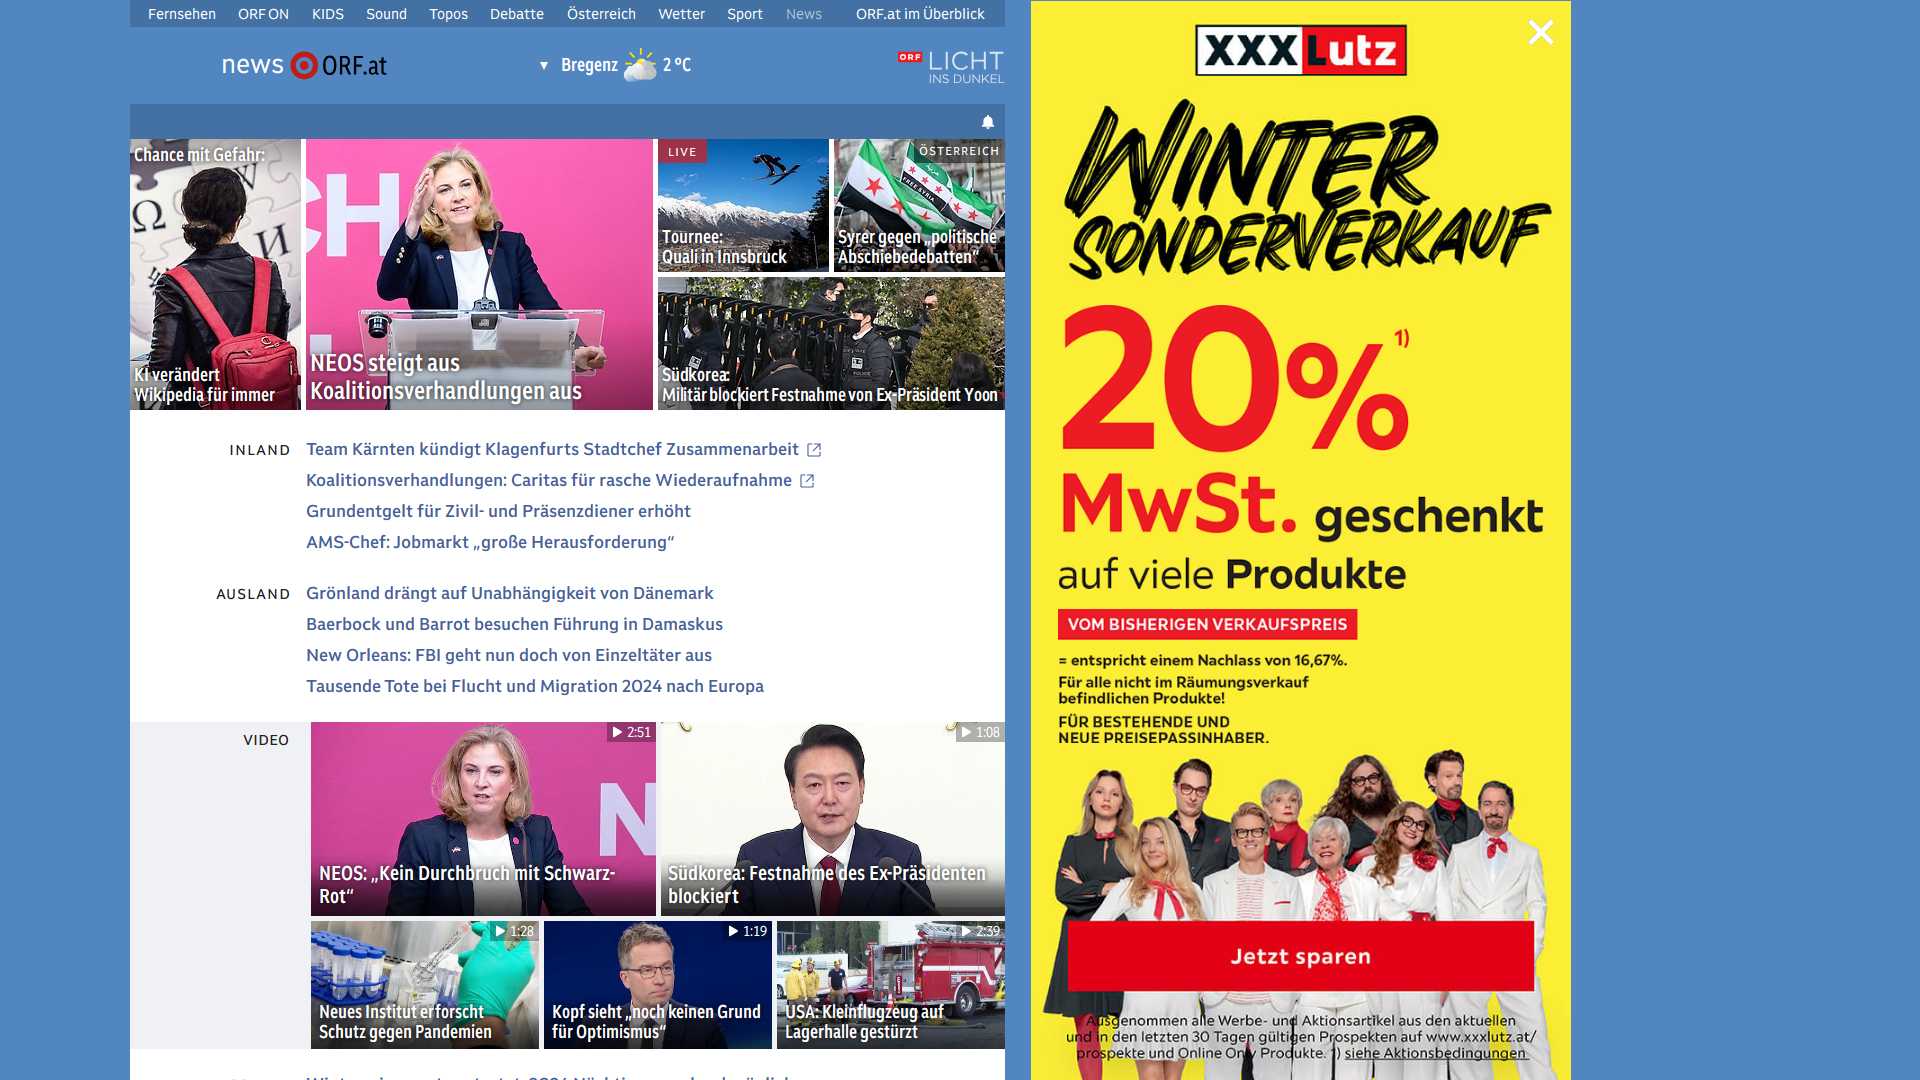 Fernsehen ORF ON KIDS Sound Topos Debatte Österreich Wetter Sport News ORF.at im Überblick
news ORF.at
Bregenz 2 °C
ORF LICHT
INS DUNKEL
Chance mit Gefahr:
KI verändert
Wikipedia für immer
NEOS steigt aus
Koalitionsverhandlungen aus
LIVE
Tournee:
Quali in Innsbruck
ÖSTERREICH
FREE SYRIA
Syrer gegen „politische
Abschiebedebatten“
Südkorea:
Militär blockiert Festnahme von Ex-Präsident Yoon
INLAND
Team Kärnten kündigt Klagenfurts Stadtchef Zusammenarbeit
Koalitionsverhandlungen: Caritas für rasche Wiederaufnahme
Grundentgelt für Zivil- und Präsenzdiener erhöht
AMS-Chef: Jobmarkt „große Herausforderung“
AUSLAND
Grönland drängt auf Unabhängigkeit von Dänemark
Baerbock und Barrot besuchen Führung in Damaskus
New Orleans: FBI geht nun doch von Einzeltäter aus
Tausende Tote bei Flucht und Migration 2024 nach Europa
VIDEO
2:51
NEOS: „Kein Durchbruch mit Schwarz-
Rot“
1:08
Südkorea: Festnahme des Ex-Präsidenten
blockiert
1:28
Neues Institut erforscht
Schutz gegen Pandemien
1:19
Kopf sieht „noch keinen Grund
für Optimismus“
2:39
USA: Kleinflugzeug auf
Lagerhalle gestürzt
XXXLutz
WINTER
SONDERVERKAUF
20% 1)
MwSt. geschenkt
auf viele Produkte
VOM BISHERIGEN VERKAUFSPREIS
= entspricht einem Nachlass von 16,67%.
Für alle nicht im Räumungsverkauf
befindlichen Produkte!
FÜR BESTEHENDE UND
NEUE PREISEPASSINHABER.
Jetzt sparen
Ausgenommen alle Werbe- und Aktionsartikel aus den aktuellen
und in den letzten 30 Tagen gültigen Prospekten auf www.xxxlutz.at/
prospekte und Online Only Produkte. 1) siehe Aktionsbedingungen